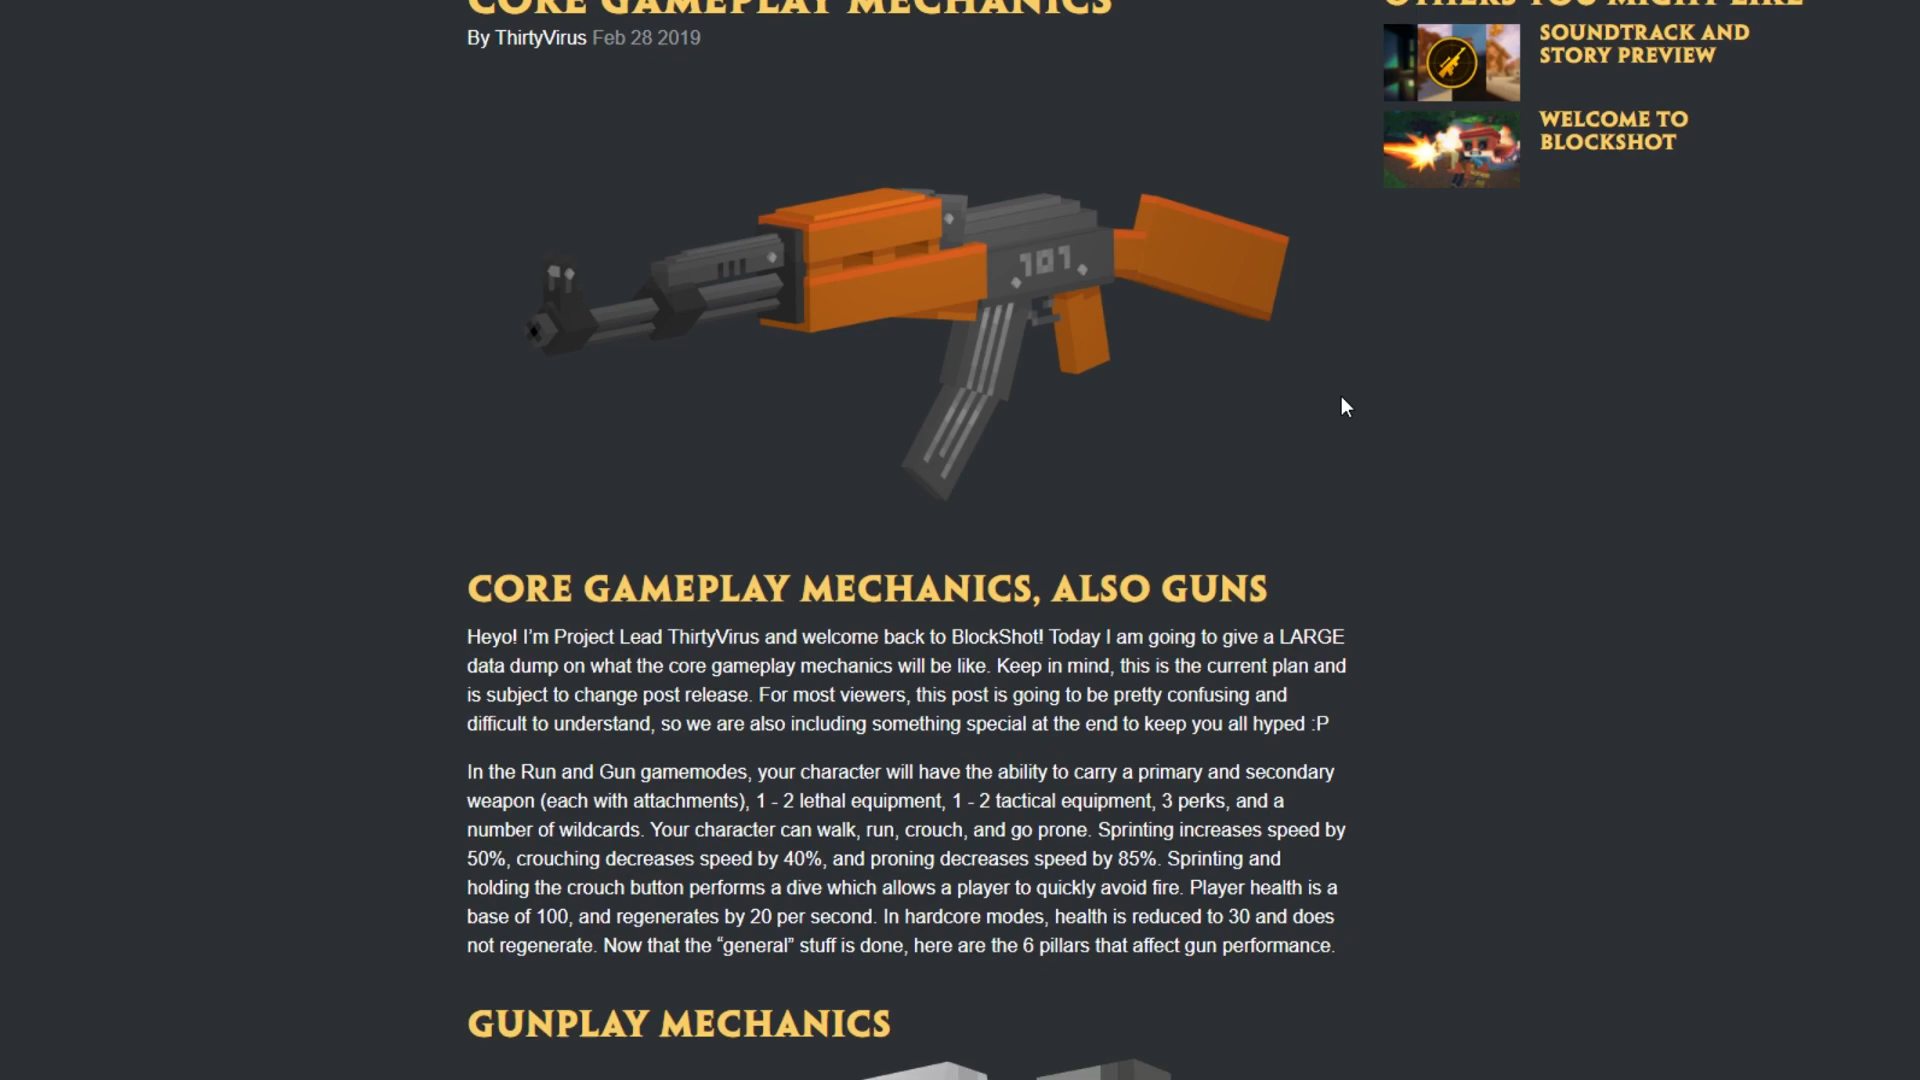 CORE GAMEPLAY MECHANICS
By ThirtyVirus Feb 28 2019
OTHERS YOU MIGHT LIKE
SOUNDTRACK AND
STORY PREVIEW
WELCOME TO
BLOCKSHOT
101
CORE GAMEPLAY MECHANICS, ALSO GUNS
Heyo! I’m Project Lead ThirtyVirus and welcome back to BlockShot! Today I am going to give a LARGE
data dump on what the core gameplay mechanics will be like. Keep in mind, this is the current plan and
is subject to change post release. For most viewers, this post is going to be pretty confusing and
difficult to understand, so we are also including something special at the end to keep you all hyped :P
In the Run and Gun gamemodes, your character will have the ability to carry a primary and secondary
weapon (each with attachments), 1 - 2 lethal equipment, 1 - 2 tactical equipment, 3 perks, and a
number of wildcards. Your character can walk, run, crouch, and go prone. Sprinting increases speed by
50%, crouching decreases speed by 40%, and proning decreases speed by 85%. Sprinting and
holding the crouch button performs a dive which allows a player to quickly avoid fire. Player health is a
base of 100, and regenerates by 20 per second. In hardcore modes, health is reduced to 30 and does
not regenerate. Now that the “general” stuff is done, here are the 6 pillars that affect gun performance.
GUNPLAY MECHANICS